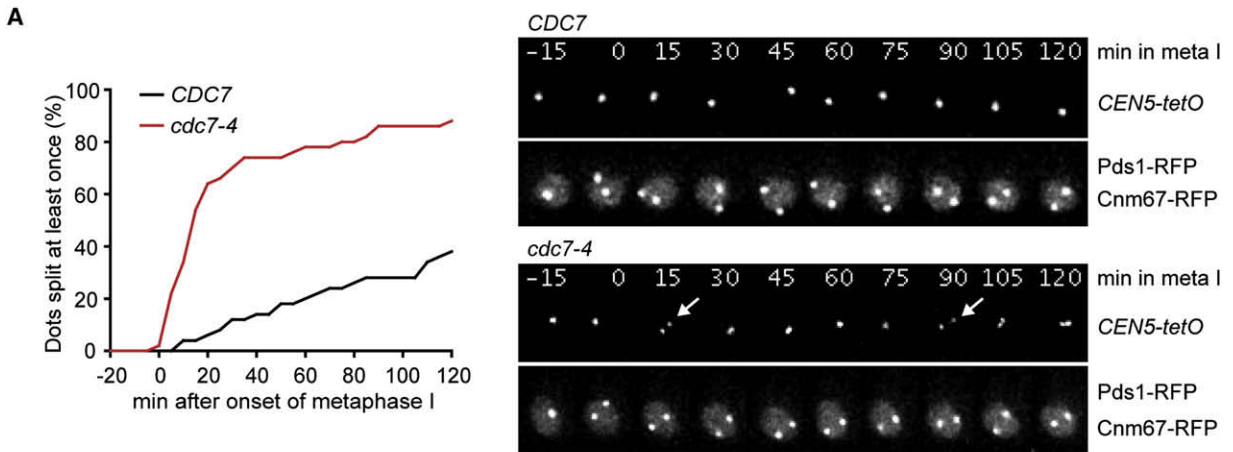 A
CDC7
cdc7-4
Dots split at least once (%)
100
80
60
40
20
0
-20 0 20 40 60 80 100 120
min after onset of metaphase I
CDC7
-15 0 15 30 45 60 75 90 105 120 min in meta I
CEN5-tetO
Pds1-RFP
Cnm67-RFP
cdc7-4
-15 0 15 30 45 60 75 90 105 120 min in meta I
CEN5-tetO
Pds1-RFP
Cnm67-RFP